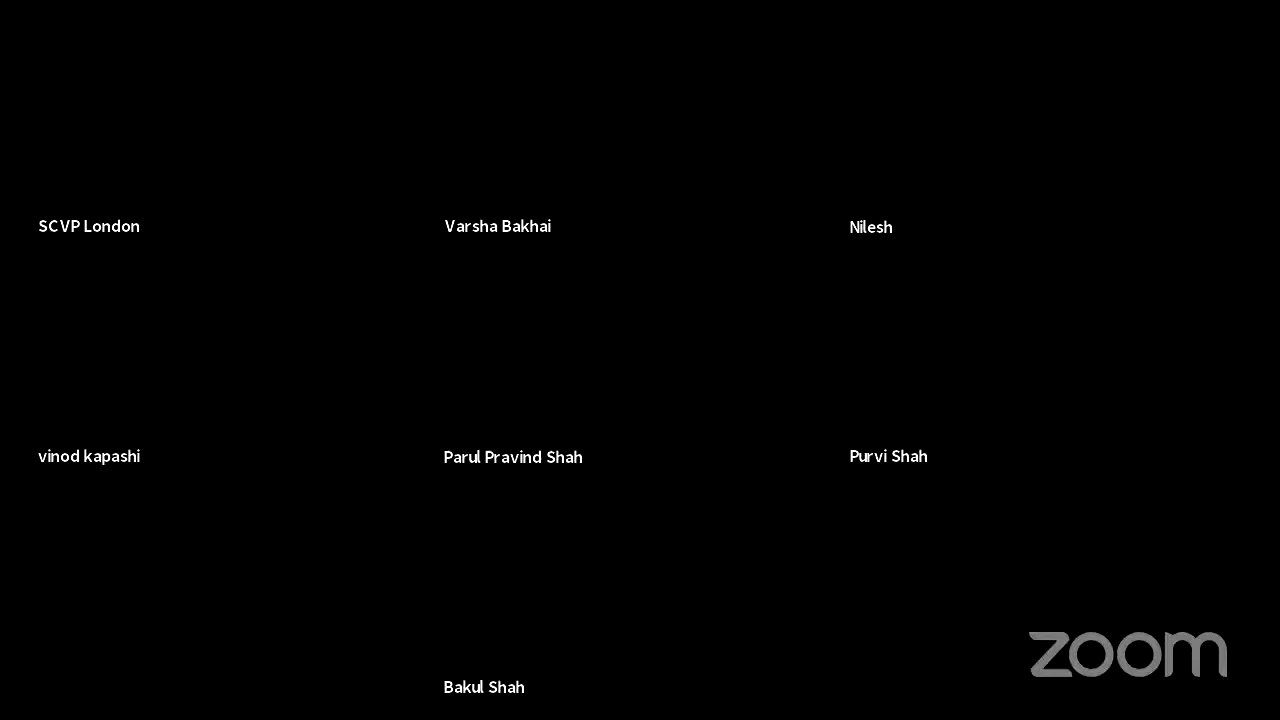 SCVP London
Varsha Bakhai
Nilesh
vinod kapashi
Parul Pravind Shah
Purvi Shah
Bakul Shah
zoom